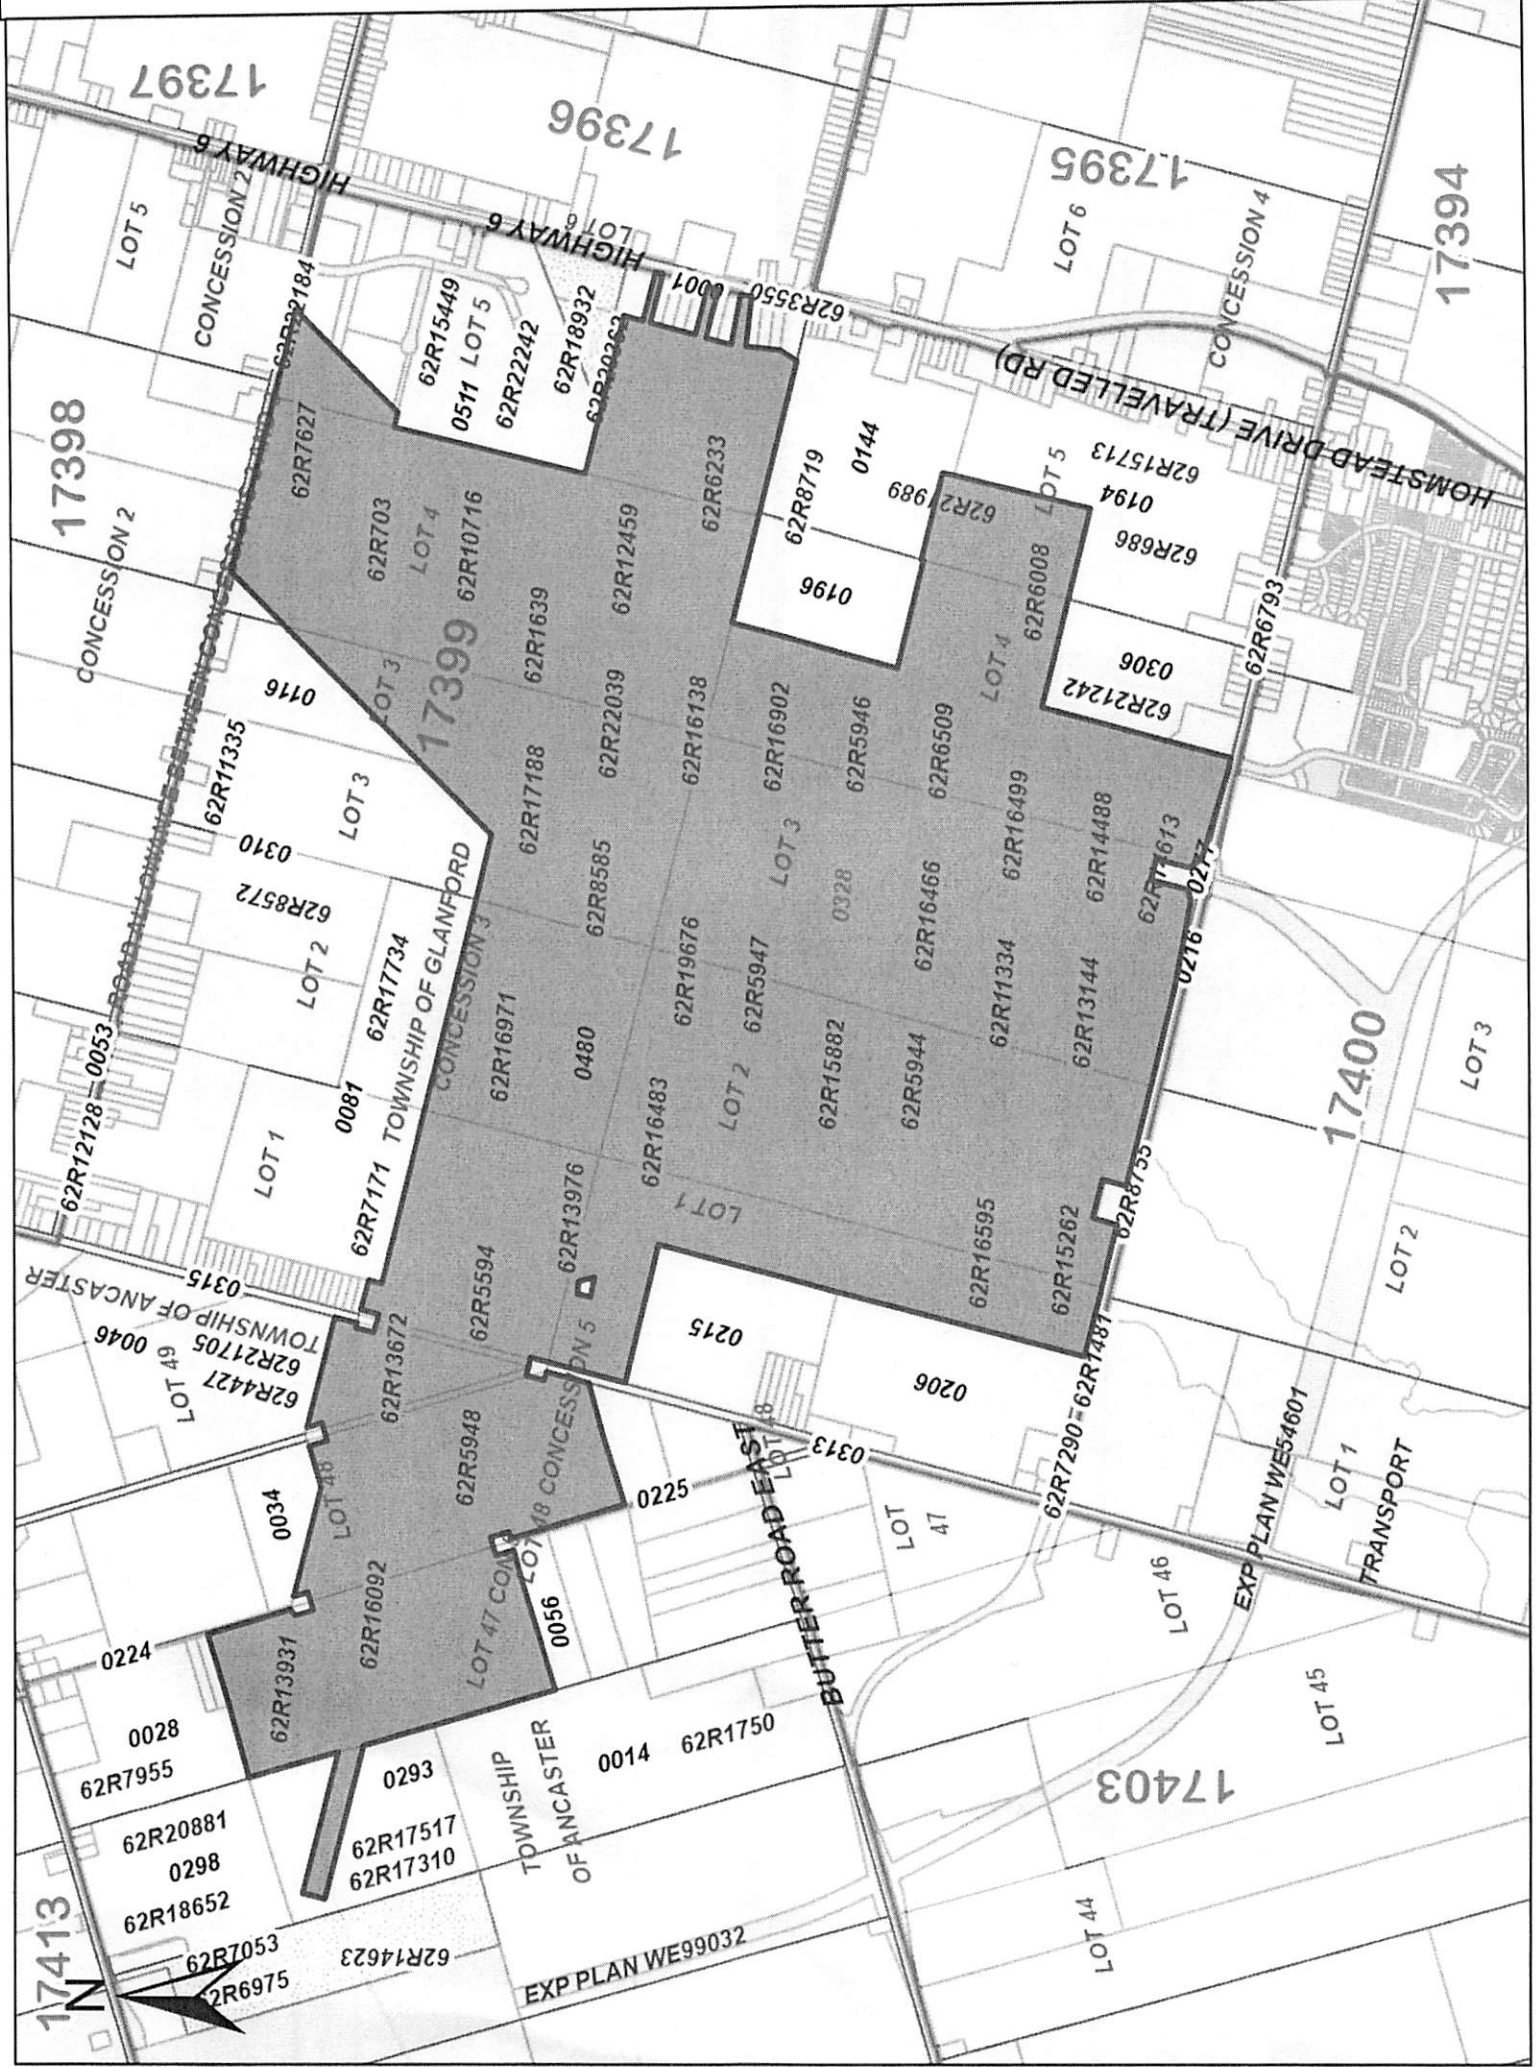 17397
HIGHWAY 6
17396
17395
17394
LOT 5
CONCESSION 2
HIGHWAY 6
LOT 6
LOT 6
CONCESSION 4
62R22184
62R15449
0511 LOT 5
62R22242
62R18932
0001
62R3550
HOMSTEAD DRIVE (TRAVELLED RD)
17398
62R7627
62R6233
62R8719
0144
62R21989
LOT 5
62R15713
0194
62R686
CONCESSION 2
62R703
LOT 4
62R10716
62R12459
0196
62R6008
62R6793
ROAD ALLOWANCE BETWEEN CONCESSION
0116
LOT 3
17399
62R1639
62R22039
62R16138
62R16902
62R5946
62R6509
LOT 4
0306
62R21242
62R11335
LOT 3
62R17188
62R16499
62R14488
0310
62R8572
62R8585
LOT 3
0328
62R16466
0277
LOT 2
62R17734
TOWNSHIP OF GLANFORD
CONCESSION 3
62R16971
62R19676
62R5947
62R11334
62R13144
0216
0053
62R12128
0081
0480
62R16483
LOT 2
62R15882
62R5944
17400
LOT 3
LOT 1
62R7171
62R13976
LOT 1
62R16595
62R15262
62R8755
LOT 2
0315
TOWNSHIP OF ANCASTER
0046
62R21705
62R4427
LOT 49
62R13672
62R5594
0215
0206
62R1481
62R7290
0034
LOT 48
62R5948
LOT 48 CONCESSION 5
0225
LOT 48
0313
BUTTER ROAD EAST
LOT
47
EXP PLAN WE54601
LOT 1
TRANSPORT
0224
62R13931
62R16092
LOT 47
0056
LOT 46
0028
62R7955
0293
TOWNSHIP
OF ANCASTER
0014
62R1750
17403
LOT 45
62R20881
0298
62R18652
62R17517
62R17310
17413
N
62R7053
62R6975
62R14623
EXP PLAN WE99032
LOT 44